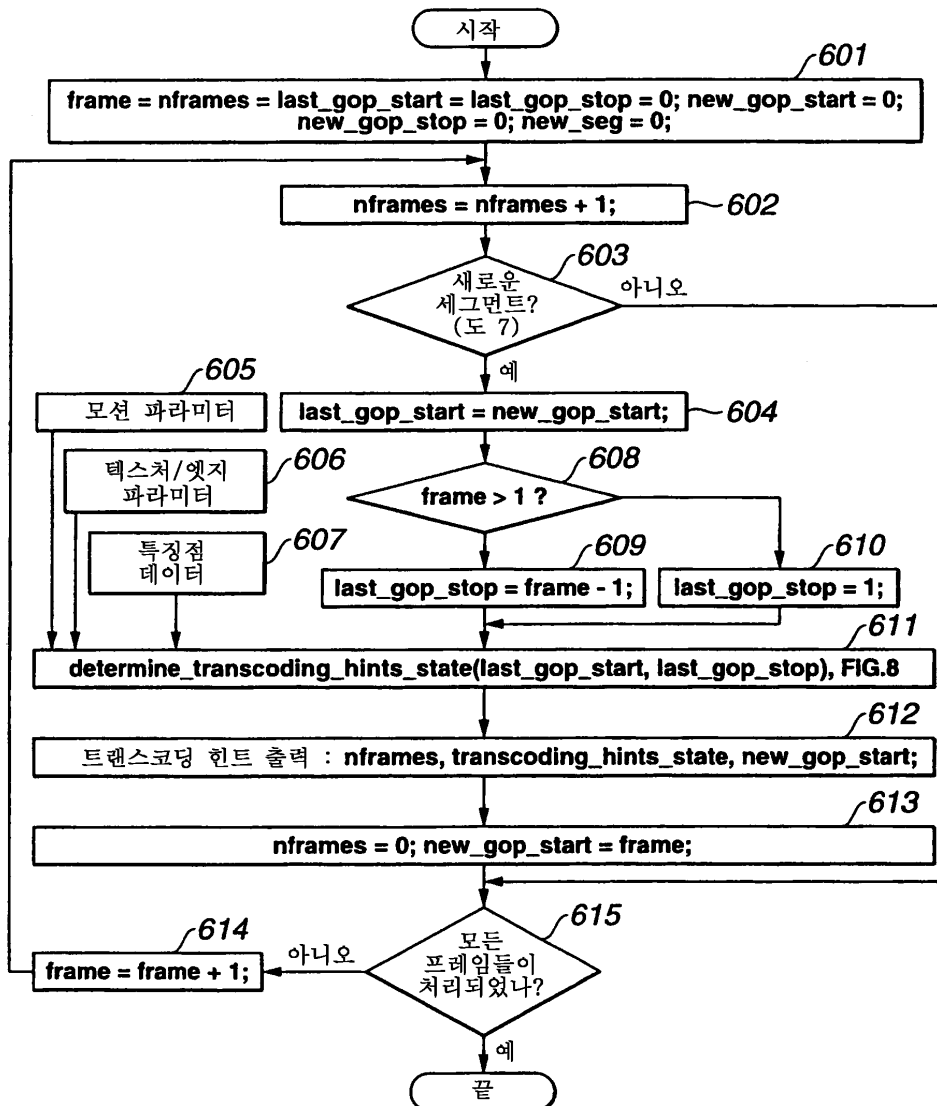 시작
601
frame = nframes = last_gop_start = last_gop_stop = 0; new_gop_start = 0;
new_gop_stop = 0; new_seg = 0;
nframes = nframes + 1;
602
603
새로운
세그먼트?
(도 7)
아니오
예
605
모션 파라미터
last_gop_start = new_gop_start;
604
606
텍스처/엣지
파라미터
608
frame > 1 ?
607
특징점
데이터
609
last_gop_stop = frame - 1;
610
last_gop_stop = 1;
611
determine_transcoding_hints_state(last_gop_start, last_gop_stop), FIG.8
612
트랜스코딩 힌트 출력 : nframes, transcoding_hints_state, new_gop_start;
613
nframes = 0; new_gop_start = frame;
615
모든
프레임들이
처리되었나?
614
아니오
frame = frame + 1;
예
끝